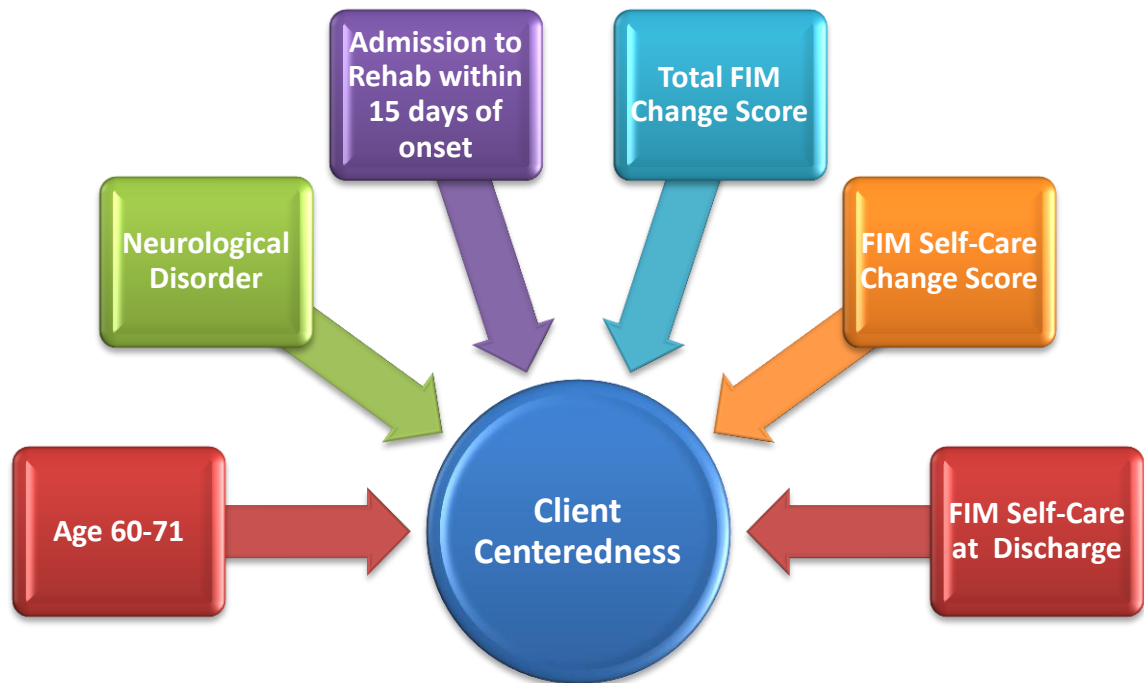 Admission to
Rehab within
15 days of
onset
Total FIM
Change Score
Neurological
Disorder
FIM Self-Care
Change Score
Age 60-71
Client
Centeredness
FIM Self-Care
at Discharge